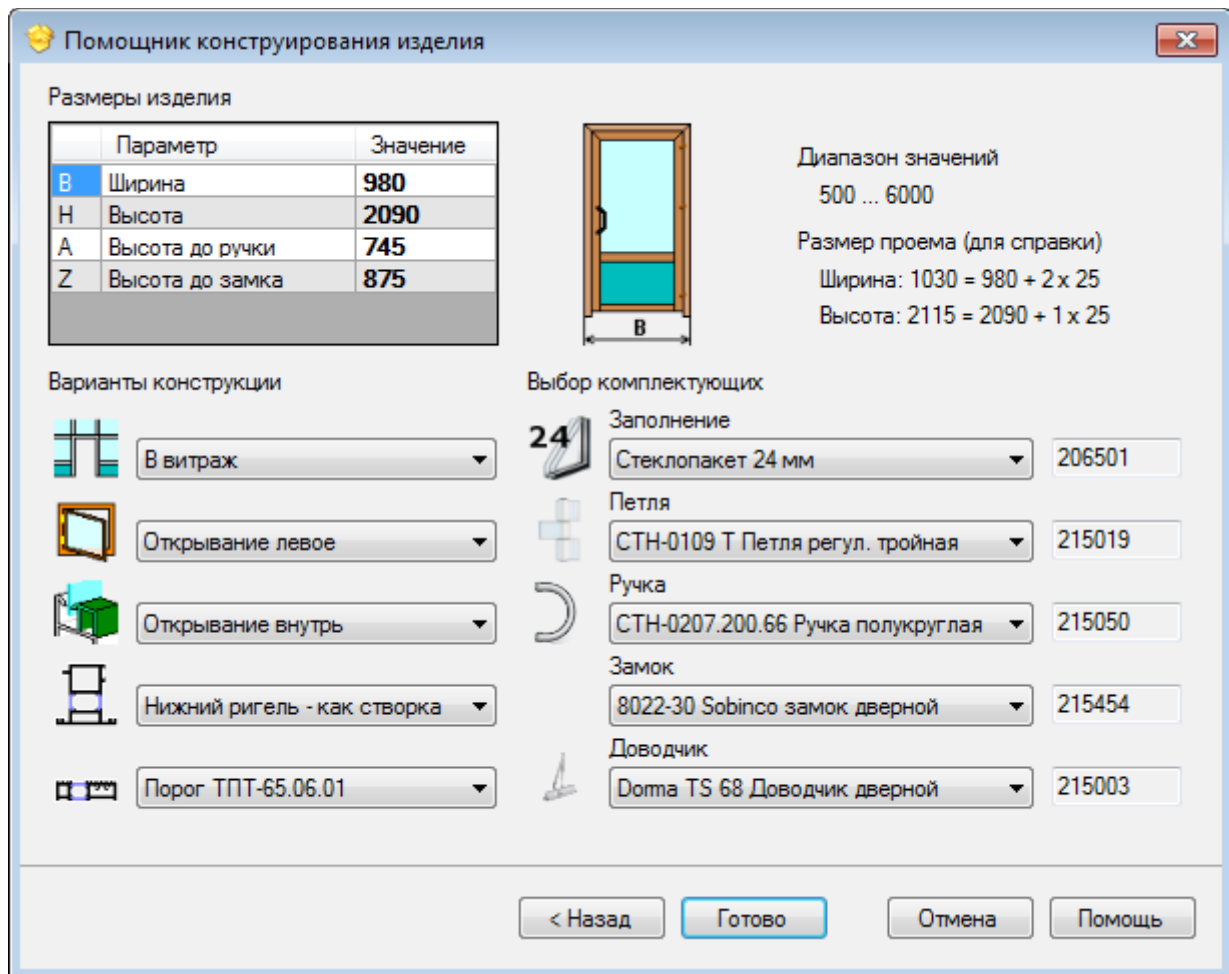 Помощник конструирования изделия
Размеры изделия
Параметр Значение
B Ширина 980
H Высота 2090
A Высота до ручки 745
Z Высота до замка 875
B
Диапазон значений
500 ... 6000
Размер проема (для справки)
Ширина: 1030 = 980 + 2 x 25
Высота: 2115 = 2090 + 1 x 25
Варианты конструкции
В витраж
Открывание левое
Открывание внутрь
Нижний ригель - как створка
Порог ТПТ-65.06.01
Выбор комплектующих
Заполнение
24
Стеклопакет 24 мм 206501
Петля
СТН-0109 Т Петля регул. тройная 215019
Ручка
СТН-0207.200.66 Ручка полукруглая 215050
Замок
8022-30 Sobinco замок дверной 215454
Доводчик
Dorma TS 68 Доводчик дверной 215003
< Назад Готово Отмена Помощь